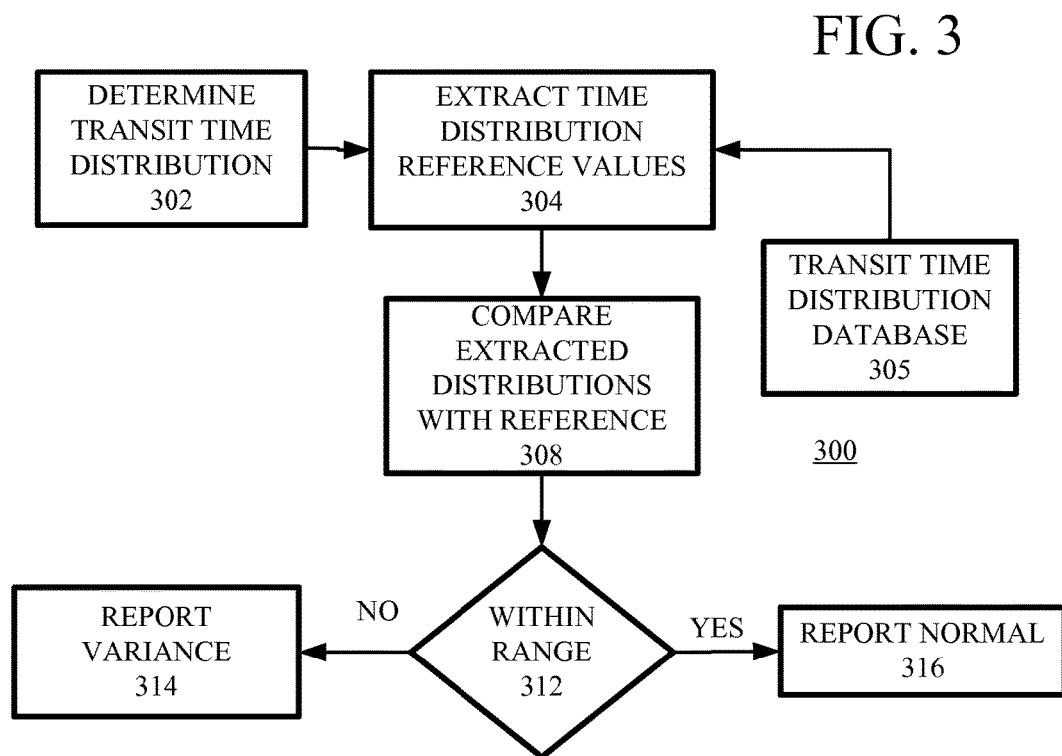 FIG. 3
DETERMINE
TRANSIT TIME
DISTRIBUTION
302
EXTRACT TIME
DISTRIBUTION
REFERENCE VALUES
304
TRANSIT TIME
DISTRIBUTION
DATABASE
305
COMPARE
EXTRACTED
DISTRIBUTIONS
WITH REFERENCE
308
300
WITHIN
RANGE
312
NO
YES
REPORT
VARIANCE
314
REPORT NORMAL
316